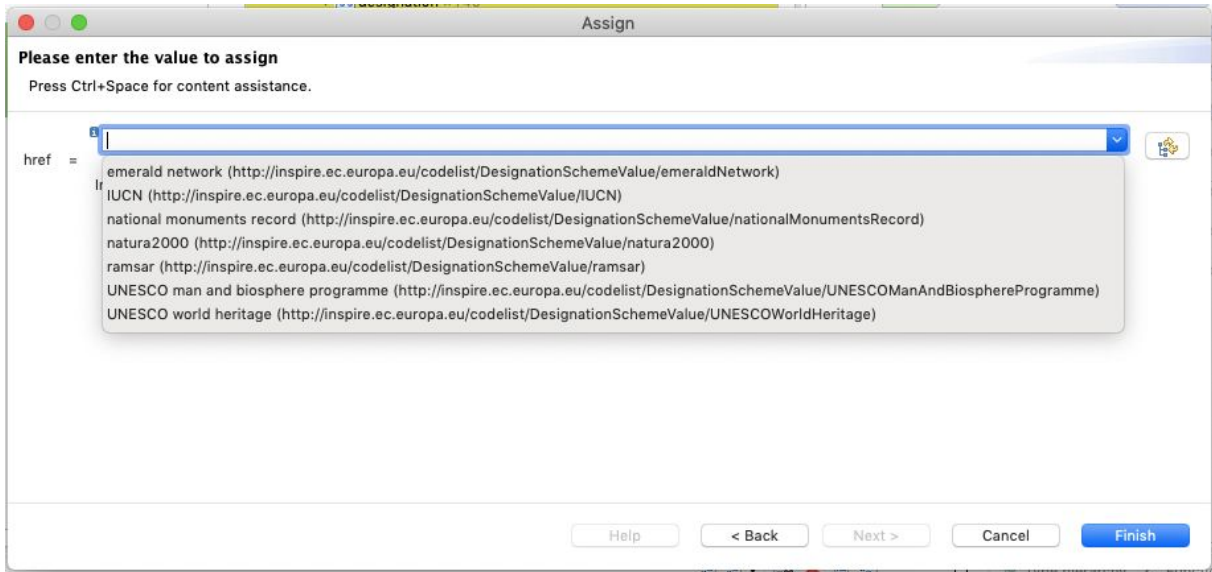 designation
Assign
Please enter the value to assign
Press Ctrl+Space for content assistance.
href =
emerald network (http://inspire.ec.europa.eu/codelist/DesignationSchemeValue/emeraldNetwork)
IUCN (http://inspire.ec.europa.eu/codelist/DesignationSchemeValue/IUCN)
national monuments record (http://inspire.ec.europa.eu/codelist/DesignationSchemeValue/nationalMonumentsRecord)
natura2000 (http://inspire.ec.europa.eu/codelist/DesignationSchemeValue/natura2000)
ramsar (http://inspire.ec.europa.eu/codelist/DesignationSchemeValue/ramsar)
UNESCO man and biosphere programme (http://inspire.ec.europa.eu/codelist/DesignationSchemeValue/UNESCOManAndBiosphereProgramme)
UNESCO world heritage (http://inspire.ec.europa.eu/codelist/DesignationSchemeValue/UNESCOWorldHeritage)
Help < Back Next > Cancel Finish